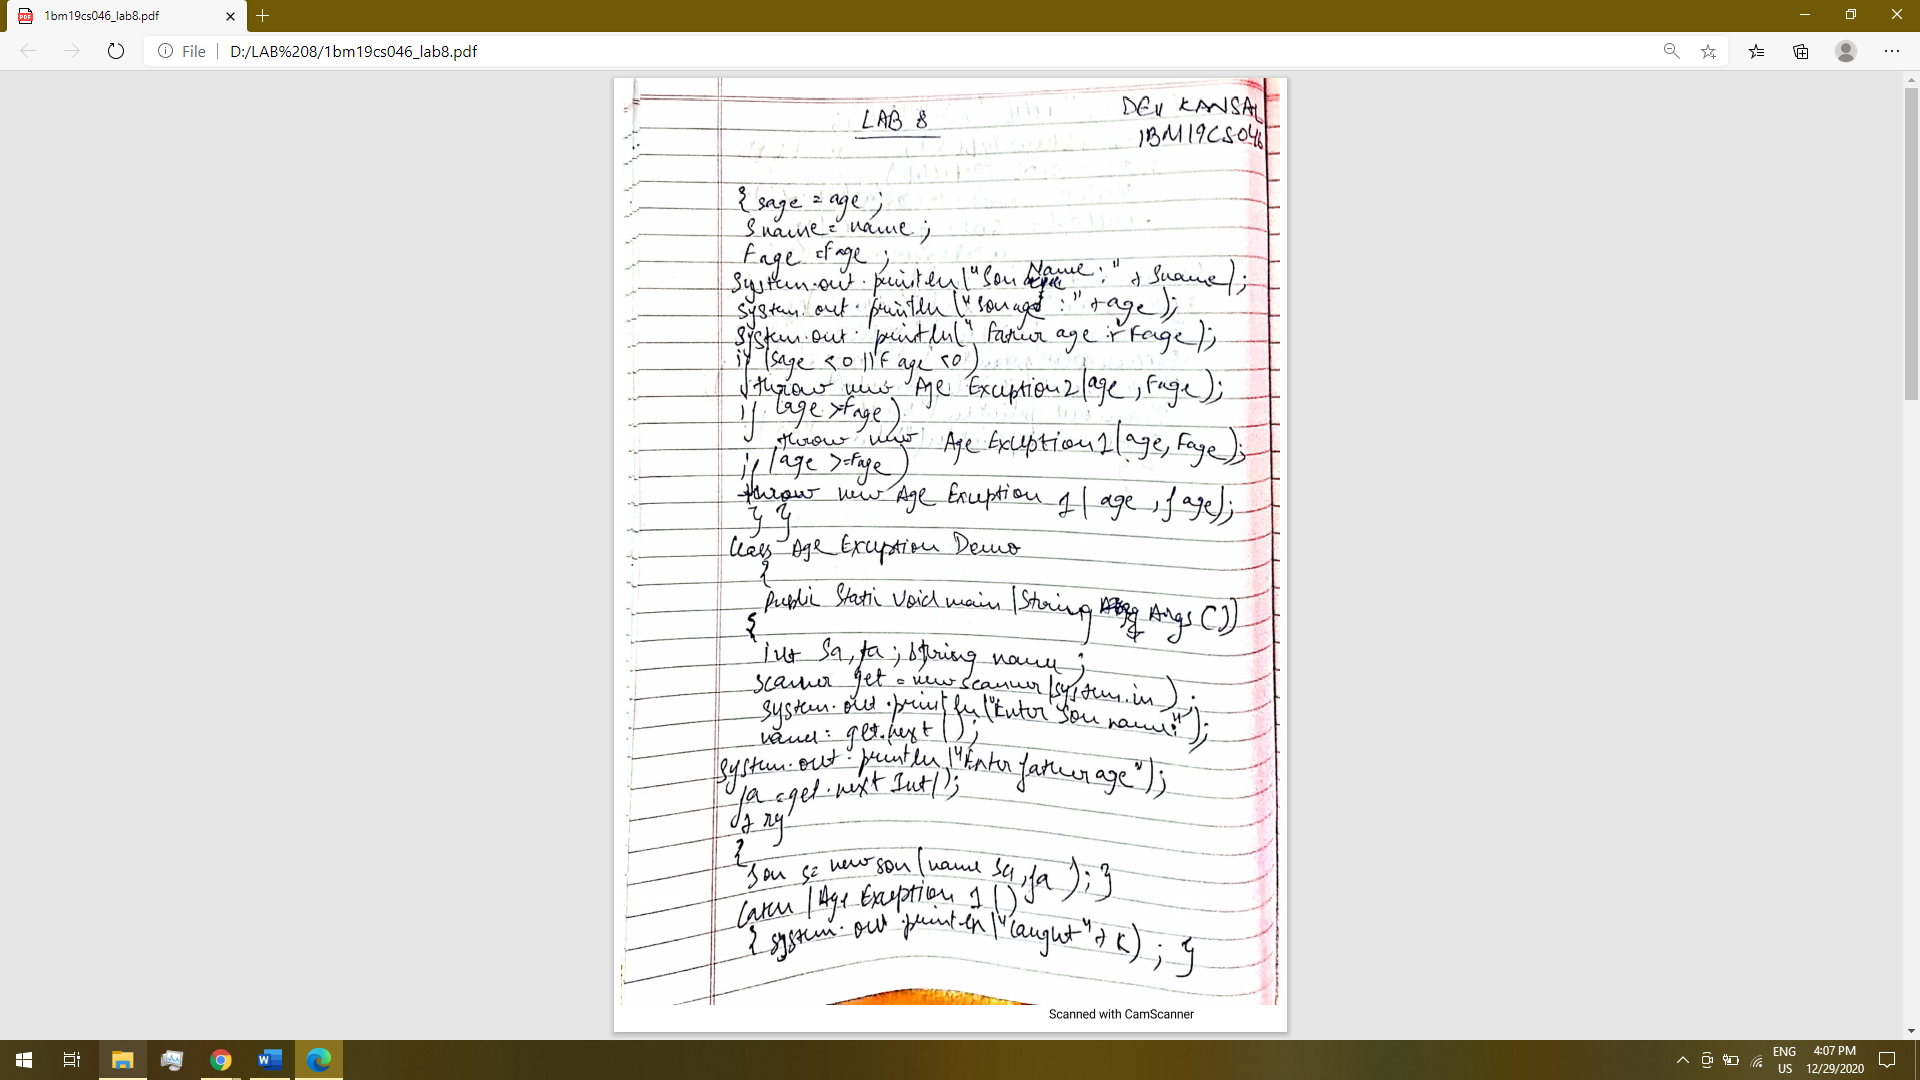 1bm19cs046_lab8.pdf
File D:/LAB%208/1bm19cs046_lab8.pdf
LAB 8
DEV KANSAL
1BM19CS046
{ sage = age ;
Sname = name ;
Fage = Fage ;
System.out.println("Son Name :" + Sname);
System.out.println("Son age :" + age);
System.out.println(" Father age :+ Fage);
if (sage <0 || Fage <0)
throw new Age Exception2(age, Fage);
if (age >Fage)
throw new Age Exception1(age, Fage);
if (age >=Fage)
throw new Age Exception 1( age , fage);
} }
Class Age Exception Demo
{
public Static Void main (String Args [])
{
int Sa, fa ; String name ;
Scanner get = new scanner(system.in) ;
System.out.println("Enter Son name:");
name = get.next ();
System.out.println("Enter father age");
fa = get.next Int();
try
{
Son s= new son (name Sa, fa ); }
Catch (Age Exception 1 ()
{ system.out.println("Caught" + K) ; }
Scanned with CamScanner
ENG
US
4:07 PM
12/29/2020